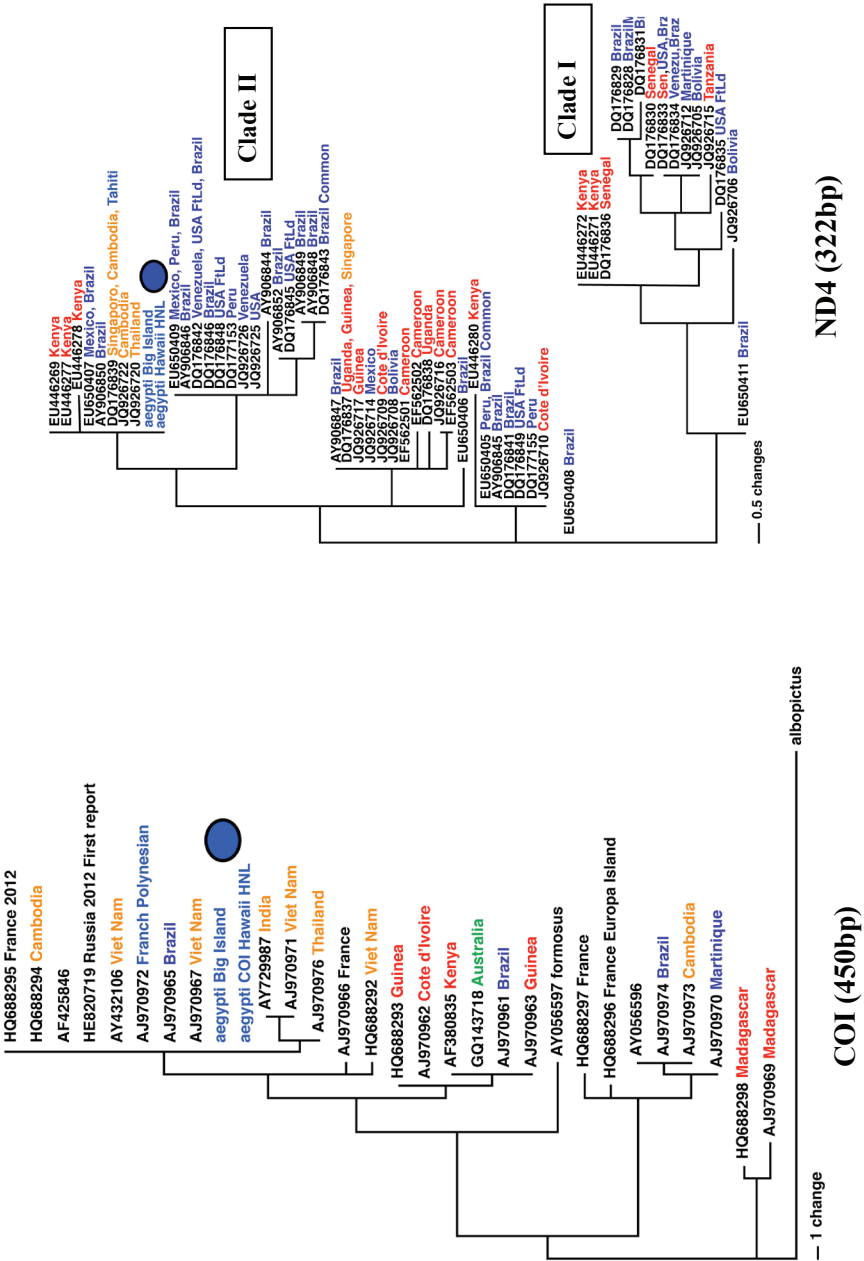 HQ688295 France 2012
HQ688294 Cambodia
AF425846
HE820719 Russia 2012 First report
AY432106 Viet Nam
AJ970972 Franch Polynesian
AJ970965 Brazil
AJ970967 Viet Nam
aegypti Big Island
aegypti COI Hawaii HNL
AY729987 India
AJ970971 Viet Nam
AJ970976 Thailand
AJ970966 France
HQ688292 Viet Nam
HQ688293 Guinea
AJ970962 Cote d'Ivoire
AF380835 Kenya
GQ143718 Australia
AJ970961 Brazil
AJ970963 Guinea
AY056597 formosus
HQ688297 France
HQ688296 France Europa Island
AY056596
AJ970974 Brazil
AJ970973 Cambodia
AJ970970 Martinique
HQ688298 Madagascar
AJ970969 Madagascar
albopictus
1 change
COI (450bp)
EU446269 Kenya
EU446277 Kenya
EU446278 Kenya
EU650407 Mexico, Brazil
AY906850 Brazil
DQ176839 Singaporo, Cambodia, Tahiti
JQ926722 Cambodia
JQ926720 Thailand
aegypti Big Island
aegypti Hawaii HNL
EU650409 Mexico, Peru, Brazil
AY906846 Brazil
DQ176842 Venezuela, USA FtLd, Brazil
DQ176846 Brazil
DQ176848 USA FtLd
DQ177153 Peru
JQ926726 Venezuela
JQ926725 USA
AY906844 Brazil
AY906852 Brazil
DQ176845 USA FtLd
AY906849 Brazil
AY906848 Brazil
DQ176843 Brazil Common
Clade II
AY906847 Brazil
DQ176837 Uganda, Guinea, Singapore
JQ926717 Guinea
JQ926714 Mexico
JQ926709 Cote d'Ivoire
JQ926708 Bolivia
EF562501 Cameroon
EF562502 Cameroon
DQ176838 Uganda
JQ926716 Cameroon
EF562503 Cameroon
EU650406 Brazil
EU446280 Kenya
EU650405 Peru, Brazil Common
AY906845 Brazil
DQ176841 Brazil
DQ176849 USA FtLd
DQ177155 Peru
JQ926710 Cote d'Ivoire
EU650408 Brazil
Clade I
EU446272 Kenya
EU446271 Kenya
DQ176836 Senegal
DQ176829 Brazil
DQ176828 Brazil
DQ176831
DQ176830 Senegal
DQ176833 Sen,USA,Brz
DQ176834 Venezu,Braz
JQ926712 Martinique
JQ926705 Bolivia
JQ926715 Tanzania
DQ176835 USA FtLd
JQ926706 Bolivia
EU650411 Brazil
0.5 changes
ND4 (322bp)